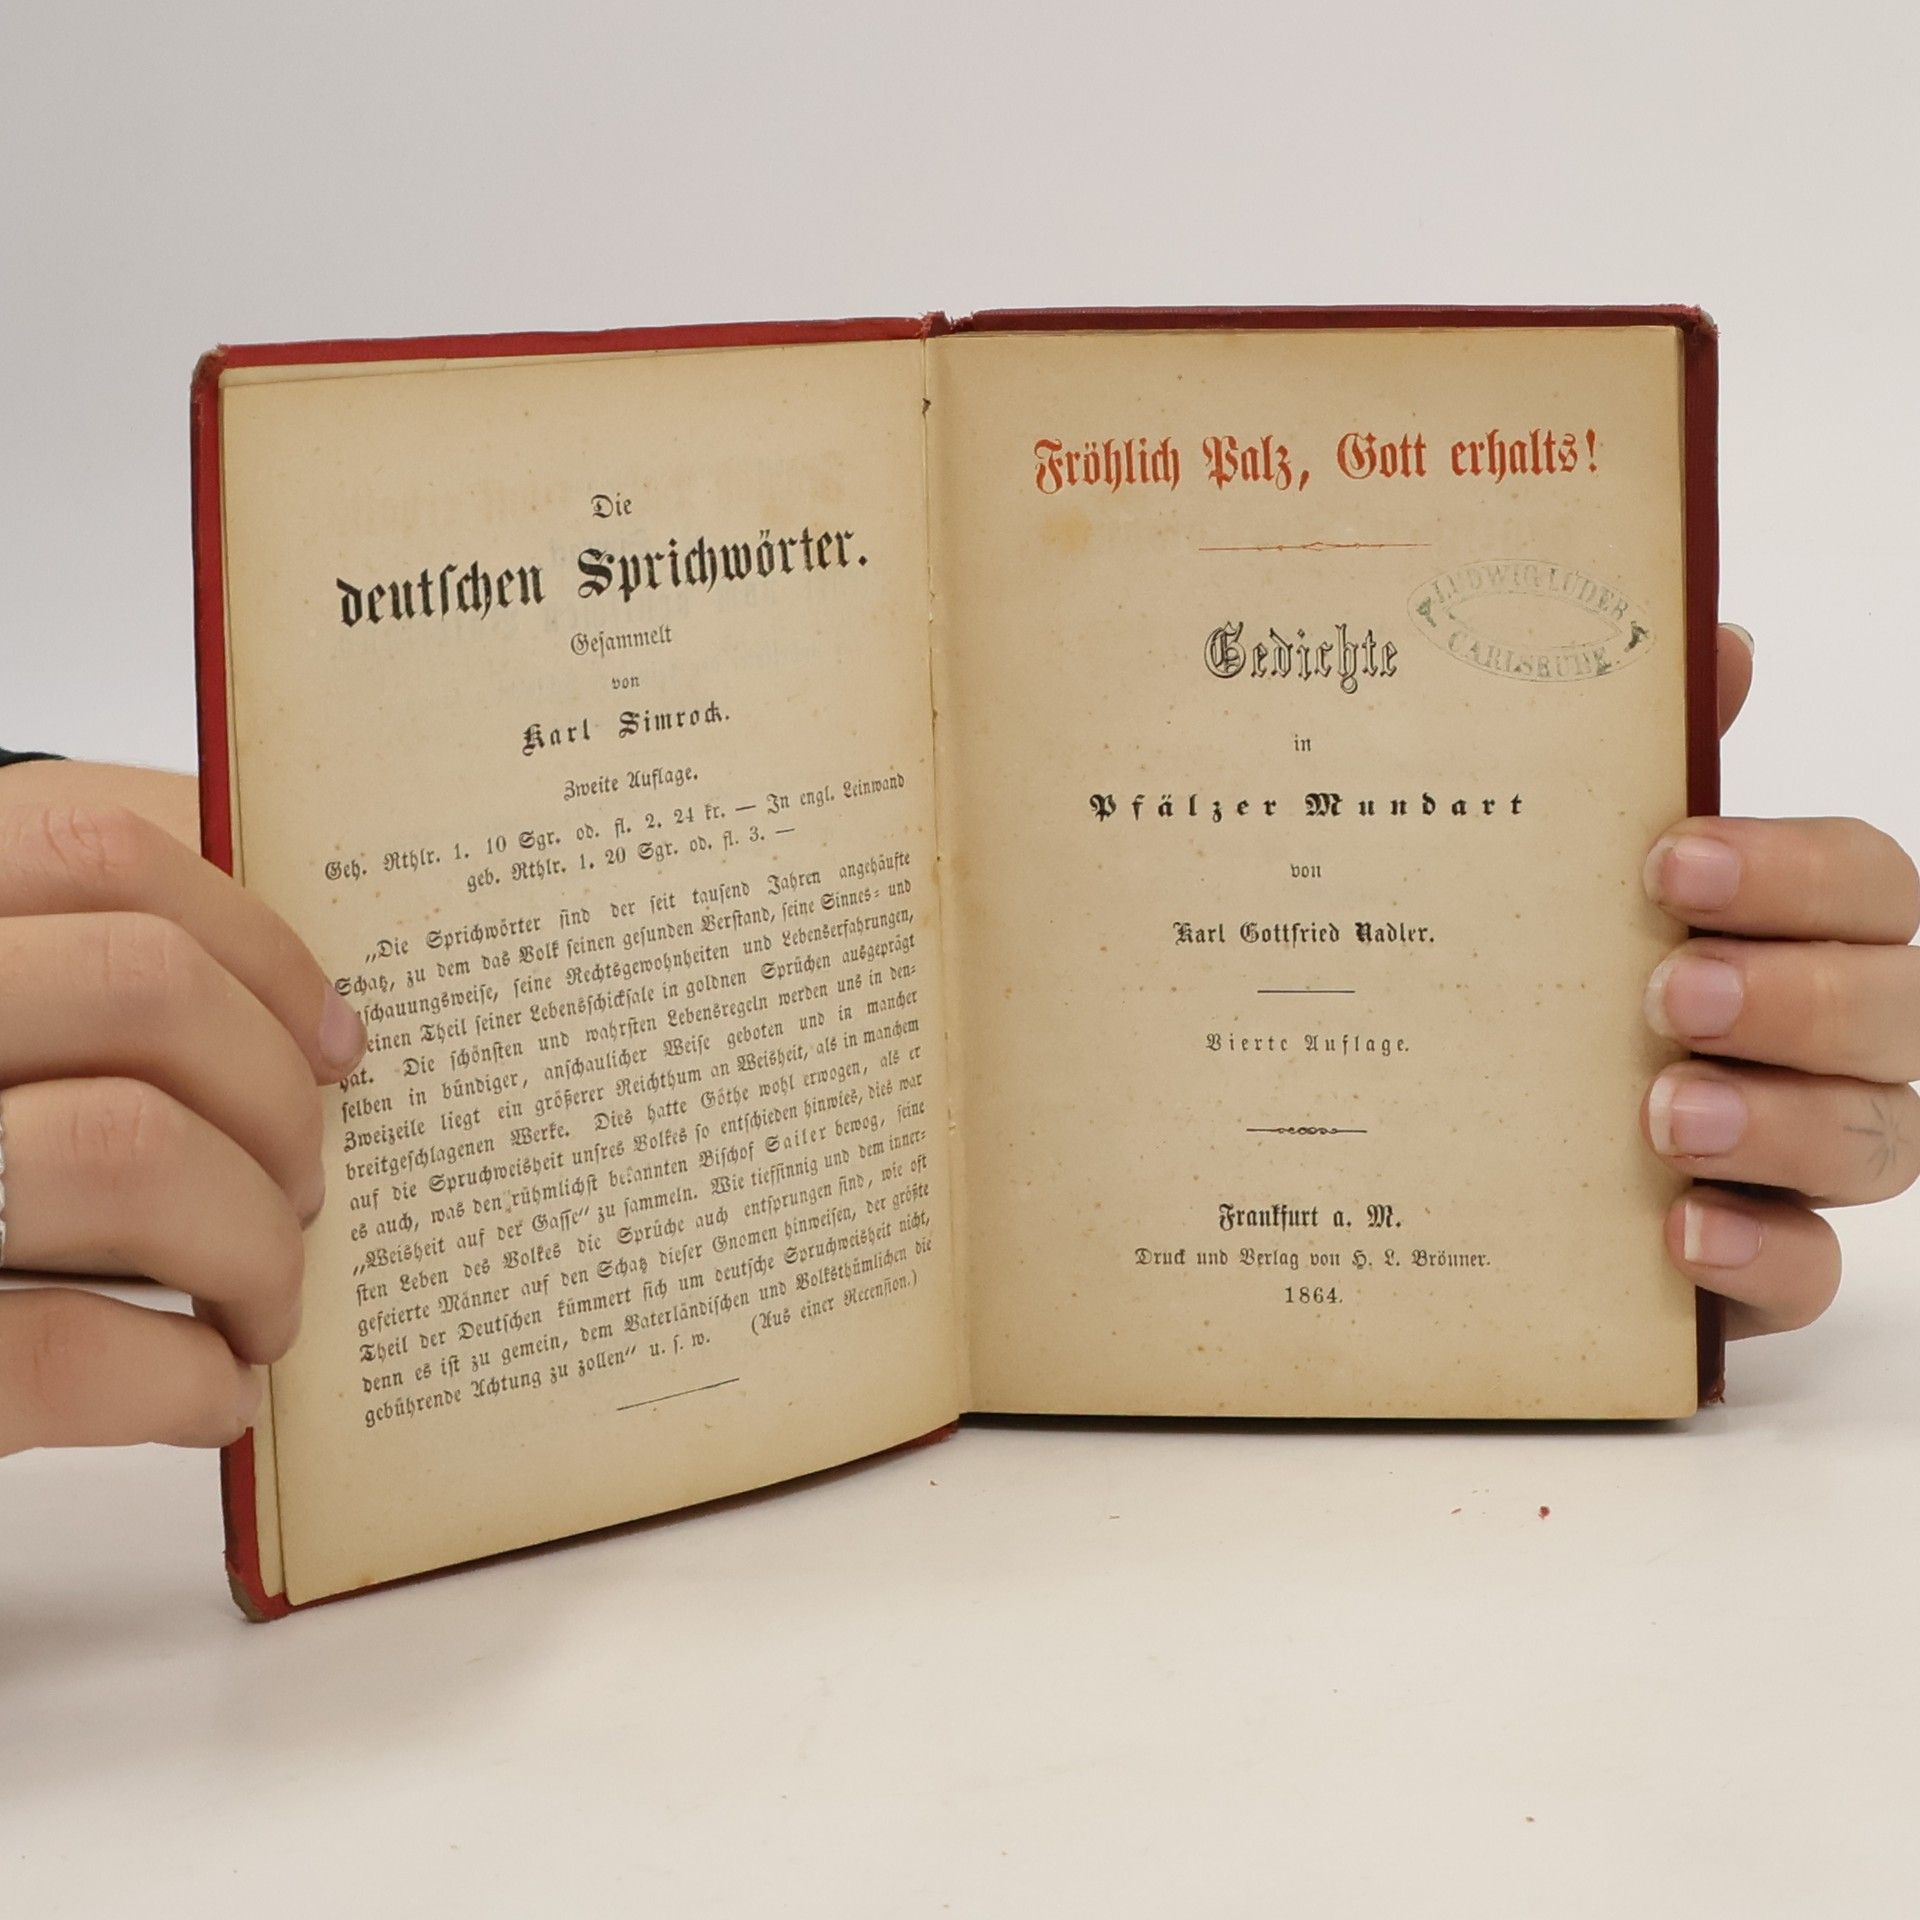 Die
deutschen Sprichwörter.
Gesammelt
von
Karl Simrock.
Zweite Auflage.
Geh. Rthlr. 1. 10 Sgr. od. fl. 2. 24 kr. — In engl. Leinwand
geb. Rthlr. 1. 20 Sgr. od. fl. 3. —
„Die Sprichwörter sind der seit tausend Jahren angehäufte
Schatz, zu dem das Volk seinen gesunden Verstand, seine Sinnes- und
schauungsweise, seine Rechtsgewohnheiten und Lebenserfahrungen,
einen Theil seiner Lebensschicksale in goldnen Sprüchen ausgeprägt
hat. Die schönsten und wahrsten Lebensregeln werden uns in den-
selben in bündiger, anschaulicher Weise geboten und in mancher
Zweizeile liegt ein größerer Reichthum an Weisheit, als in manchem
breitgeschlagenen Werke. Dies hatte Göthe wohl erwogen, als er
auf die Spruchweisheit unsres Volkes so entschieden hinwies, dies war
es auch, was den rühmlichst bekannten Bischof Sailer bewog, seine
„Weisheit auf der Gasse“ zu sammeln. Wie tiefsinnig und dem inner-
sten Leben des Volkes die Sprüche auch entsprungen sind, wie oft
gefeierte Männer auf den Schatz dieser Gnomen hinweisen, der größte
Theil der Deutschen kümmert sich um deutsche Spruchweisheit nicht,
denn es ist zu gemein, dem Vaterländischen und Volksthümlichen die
gebührende Achtung zu zollen“ u. s. w. (Aus einer Recension.)
Fröhlich Palz, Gott erhalts!
LUDWIG LÜDER
CARLSRUHE
Gedichte
in
Pfälzer Mundart
von
Karl Gottfried Nadler.
Vierte Auflage.
Frankfurt a. M.
Druck und Verlag von H. L. Brönner.
1864.